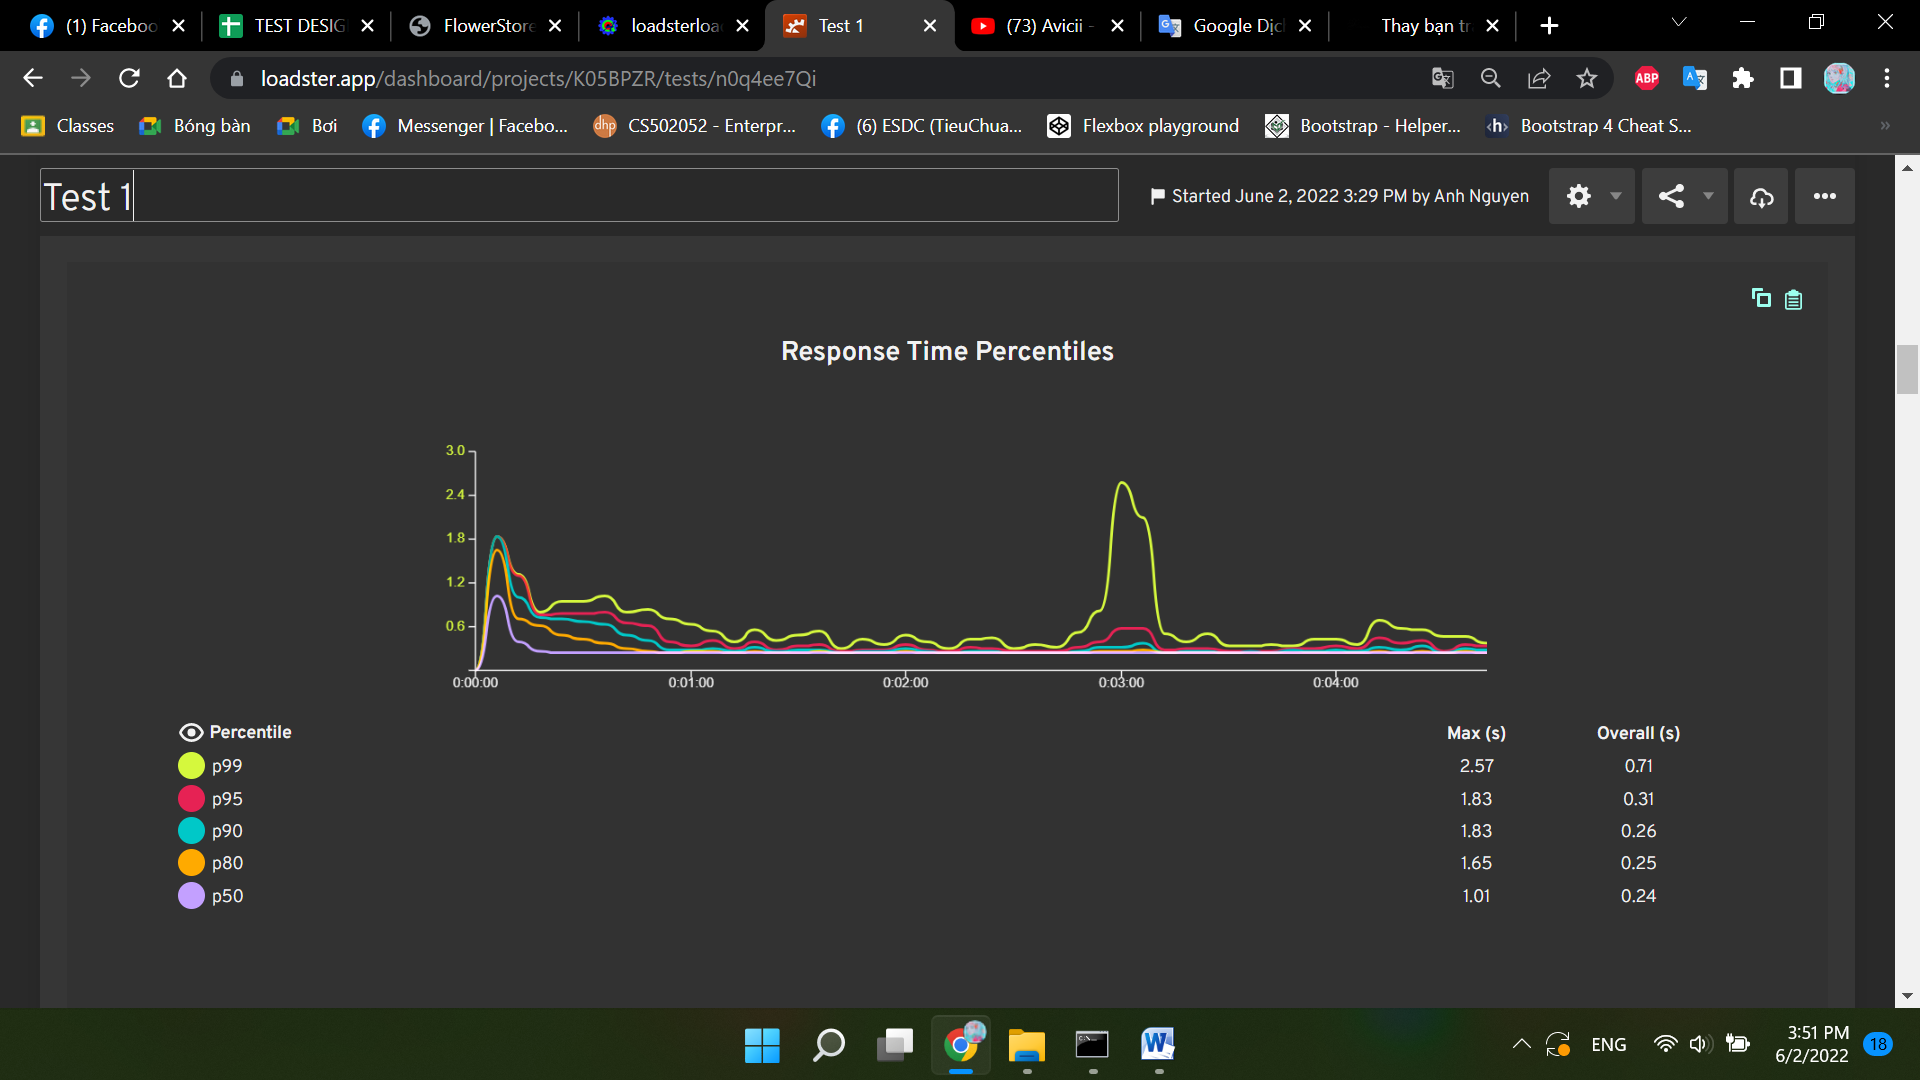 (1) Faceboo
TEST DESIG
FlowerStore
loadsterloa
Test 1
(73) Avicii -
Google Dịc
Thay bạn tr
loadster.app/dashboard/projects/K05BPZR/tests/n0q4ee7Qi
ABP
Classes
Bóng bàn
Bơi
Messenger | Facebo...
dhp
CS502052 - Enterpr...
(6) ESDC (TieuChua...
Flexbox playground
Bootstrap - Helper...
<h>
Bootstrap 4 Cheat S...
»
Test 1
Started June 2, 2022 3:29 PM by Anh Nguyen
Response Time Percentiles
3.0
2.4
1.8
1.2
0.6
0:00:00
0:01:00
0:02:00
0:03:00
0:04:00
Percentile Max (s) Overall (s)
p99 2.57 0.71
p95 1.83 0.31
p90 1.83 0.26
p80 1.65 0.25
p50 1.01 0.24
ENG
3:51 PM
6/2/2022
18